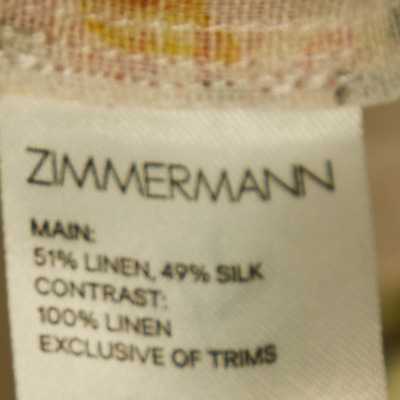 ZIMMERMANN
MAIN:
51% LINEN, 49% SILK
CONTRAST:
100% LINEN
EXCLUSIVE OF TRIMS